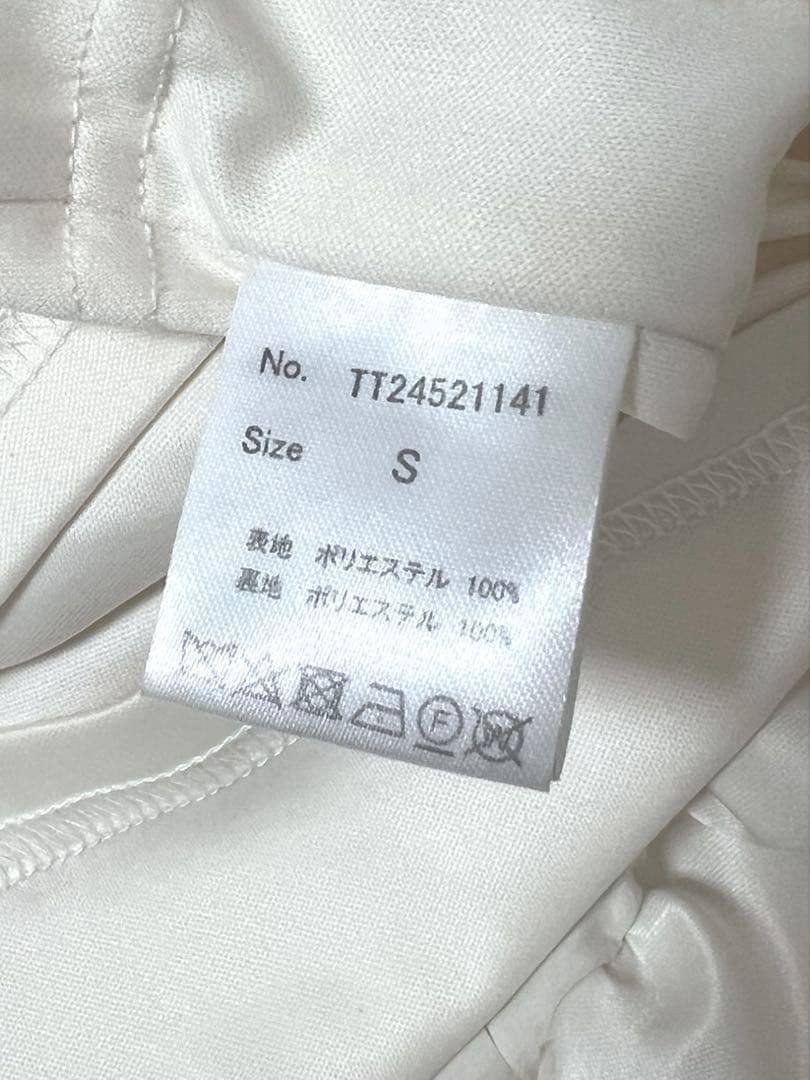 No. TT24521141
Size S
表地 ポリエステル 100%
裏地 ポリエステル 100%
F
W